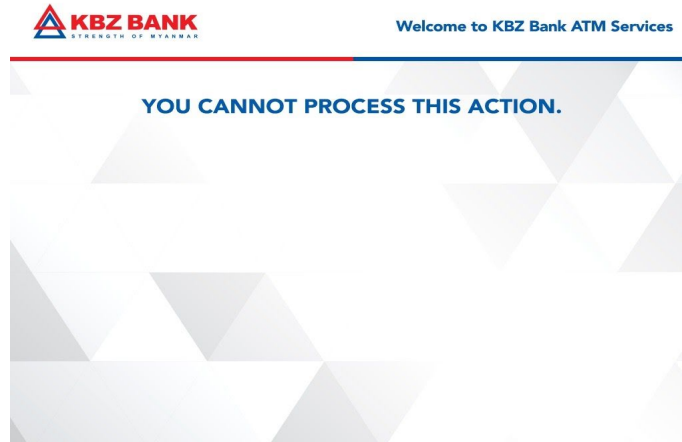 KBZ BANK
STRENGTH OF MYANMAR
Welcome to KBZ Bank ATM Services
YOU CANNOT PROCESS THIS ACTION.